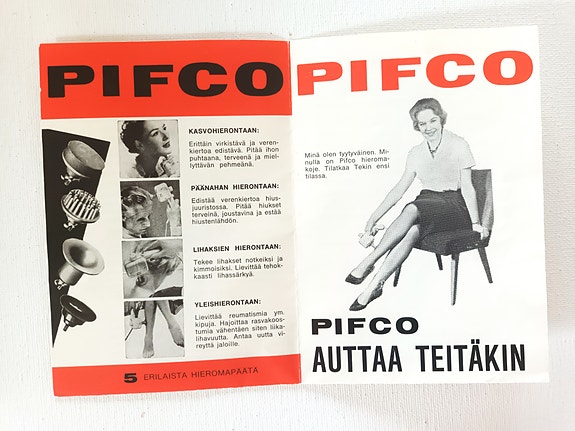 PIFCO
KASVOHIERONTAAN:
Erittäin virkistävä ja veren-
kiertoa edistävä. Pitää ihon
puhtaana, terveenä ja miel-
lyttävän pehmeänä.
PÄÄNAHAN HIERONTAAN:
Edistää verenkiertoa hius-
juuristossa. Pitää hiukset
terveinä, joustavina ja estää
hiustenlähdön.
LIHAKSIEN HIERONTAAN:
Tekee lihakset notkeiksi ja
kimmoisiksi. Lievittää tehok-
kaasti lihassärkyä.
YLEISHIERONTAAN:
Lievittää reumatismia ym.
kipuja. Hajoittaa rasvakoos-
tumia vähentäen siten liika-
lihavuutta. Antaa uutta vi-
reyttä jaloille.
5 ERILAISTA HIEROMAPÄÄTÄ
PIFCO
Minä olen tyytyväinen. Mi-
nulla on Pifco hieroma-
koje. Tilatkaa Tekin ensi
tilassa.
PIFCO
AUTTAA TEITÄKIN